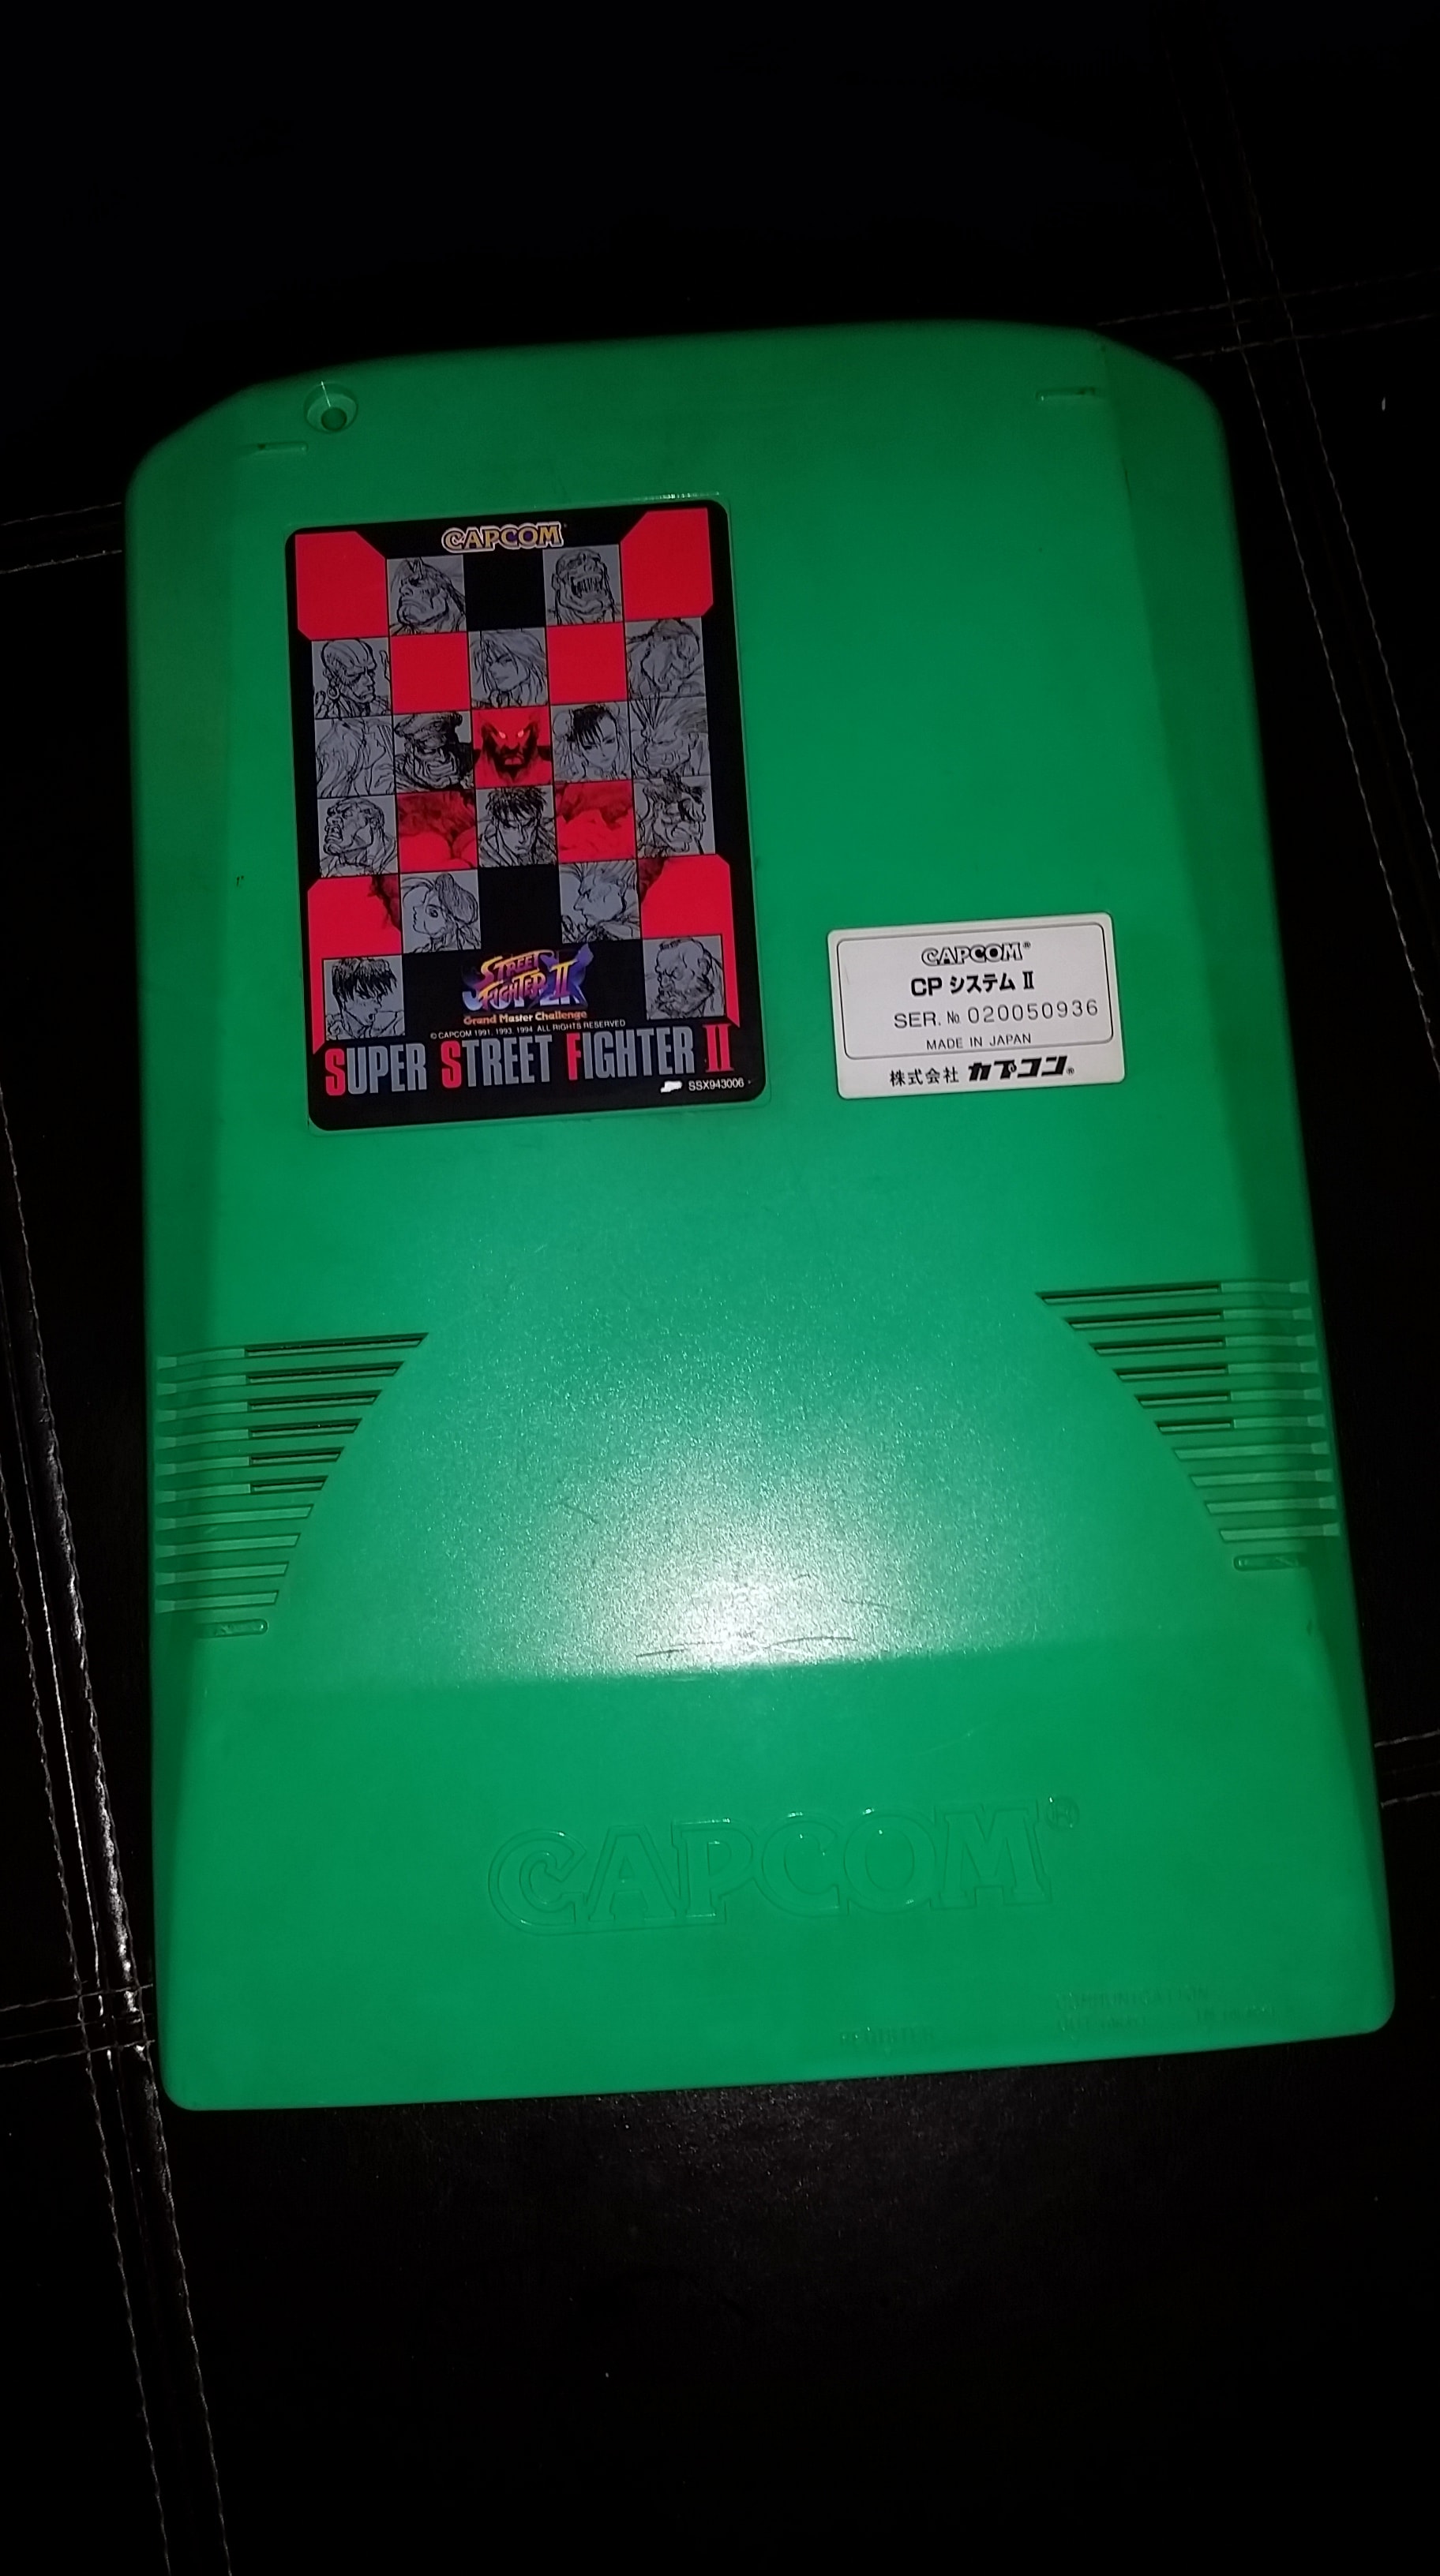 CAPCOM
STREET
FIGHTER II
SUPER
Grand Master Challenge
© CAPCOM 1991, 1993, 1994 ALL RIGHTS RESERVED
SUPER STREET FIGHTER II
SSX943006
CAPCOM®
CP システム II
SER. № 020050936
MADE IN JAPAN
株式会社 カプコン®
CAPCOM®